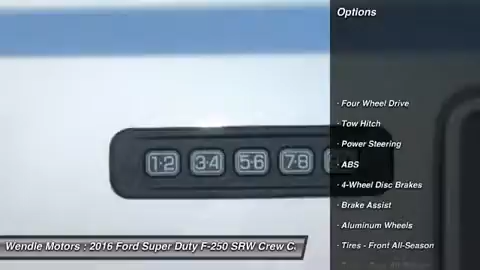 Options
· Four Wheel Drive
· Tow Hitch
· Power Steering
· ABS
· 4-Wheel Disc Brakes
· Brake Assist
· Aluminum Wheels
· Tires - Front All-Season
1·2 3·4 5·6 7·8
Wendle Motors : 2016 Ford Super Duty F-250 SRW Crew C.